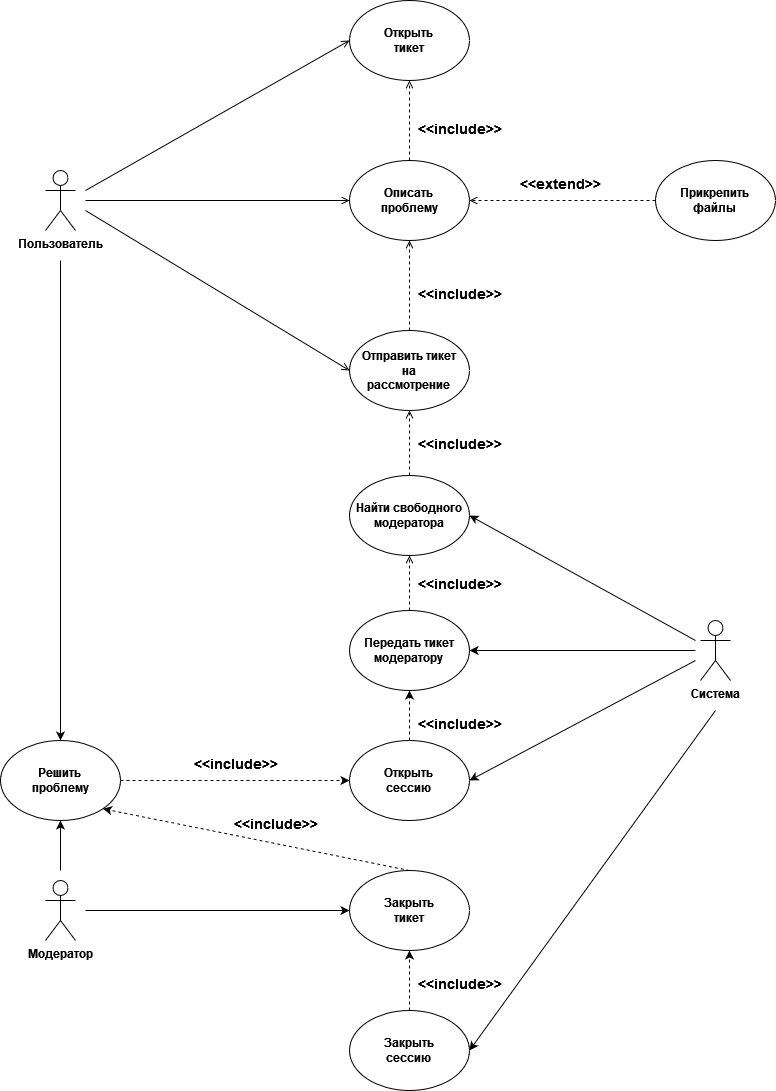 Открыть
тикет
<<include>>
<<extend>>
Описать
проблему
Прикрепить
файлы
Пользователь
<<include>>
Отправить тикет
на
рассмотрение
<<include>>
Найти свободного
модератора
<<include>>
Передать тикет
модератору
Система
<<include>>
<<include>>
Решить
проблему
Открыть
сессию
<<include>>
Закрыть
тикет
Модератор
<<include>>
Закрыть
сессию